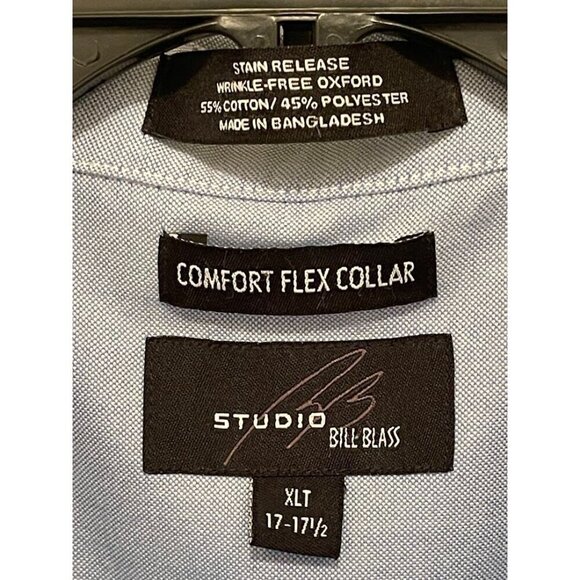 STAIN RELEASE
WRINKLE-FREE OXFORD
55% COTTON/ 45% POLYESTER
MADE IN BANGLADESH
COMFORT FLEX COLLAR
STUDIO
BILL BLASS
XLT
17-17½